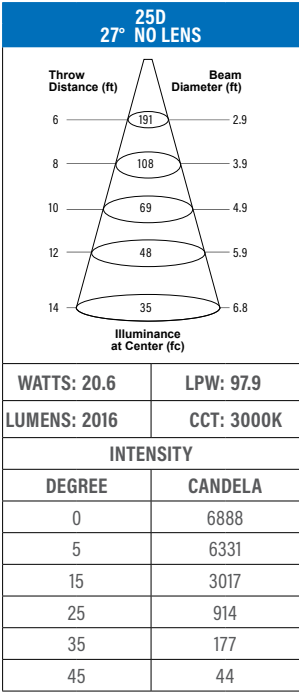 25D
27° NO LENS
Throw Distance (ft)
Beam Diameter (ft)
6 191 2.9
8 108 3.9
10 69 4.9
12 48 5.9
14 35 6.8
Illuminance
at Center (fc)
WATTS: 20.6 LPW: 97.9
LUMENS: 2016 CCT: 3000K
INTENSITY
DEGREE CANDELA
0 6888
5 6331
15 3017
25 914
35 177
45 44